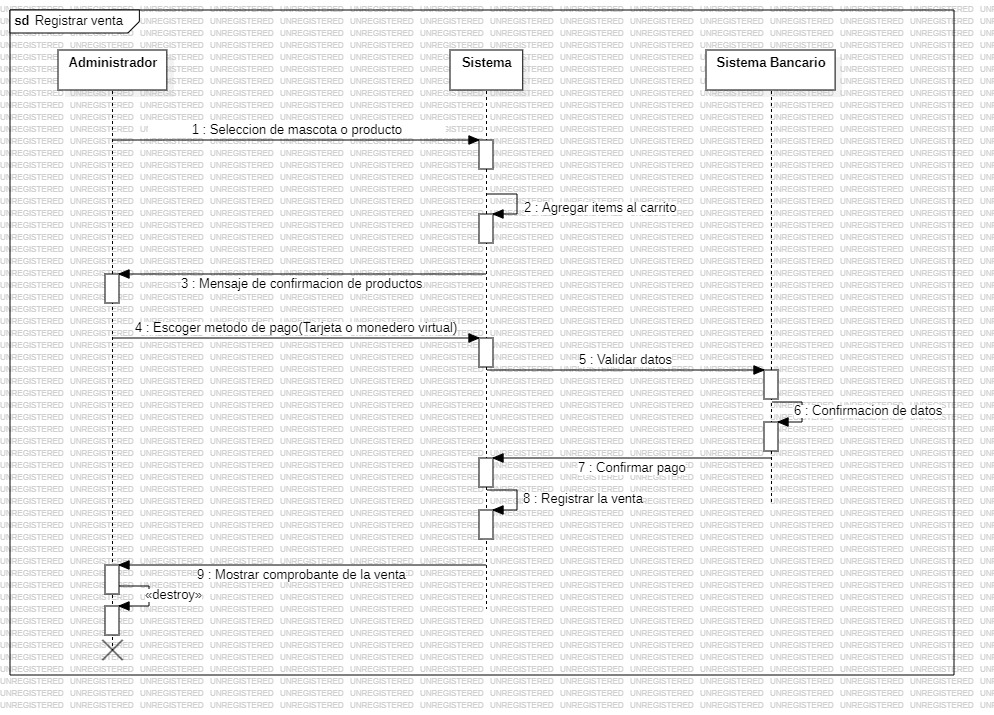 sd Registrar venta
Administrador
Sistema
Sistema Bancario
1 : Seleccion de mascota o producto
2 : Agregar items al carrito
3 : Mensaje de confirmacion de productos
4 : Escoger metodo de pago(Tarjeta o monedero virtual)
5 : Validar datos
6 : Confirmacion de datos
7 : Confirmar pago
8 : Registrar la venta
9 : Mostrar comprobante de la venta
«destroy»
UNREGISTERED